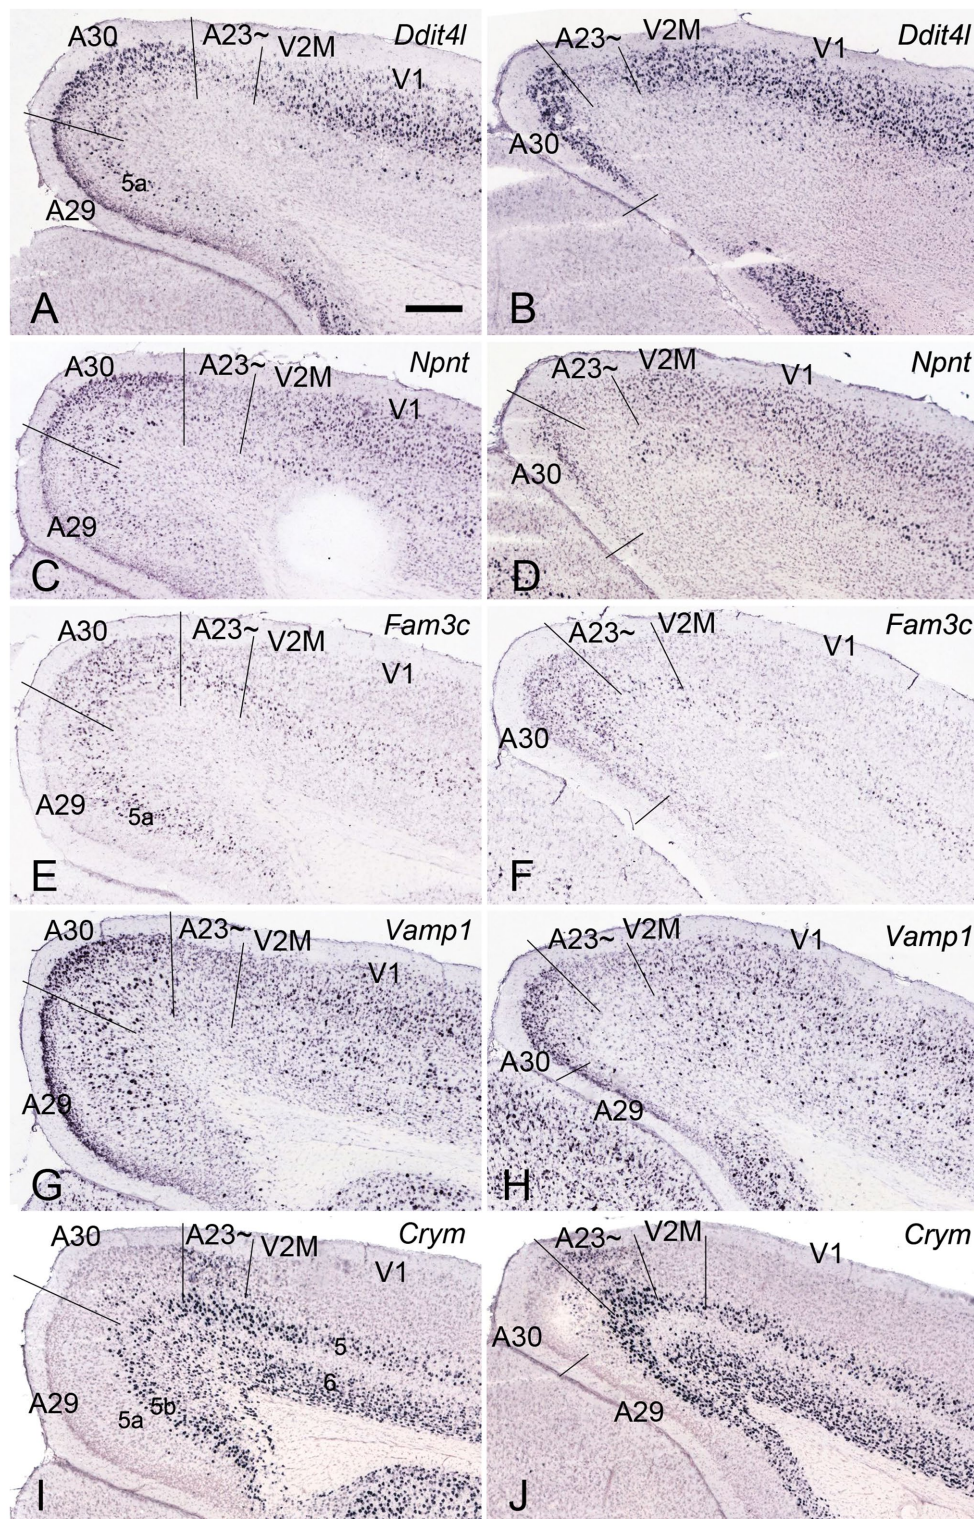 A30 A23~ V2M Ddit4l
V1
5a
A29
A
A23~ V2M V1 Ddit4l
A30
B
A30 A23~ V2M Npnt
V1
A29
C
A23~ V2M V1 Npnt
A30
D
A30 A23~ V2M Fam3c
V1
A29 5a
E
A23~ V2M V1 Fam3c
A30
F
A30 A23~ V2M Vamp1
V1
A29
G
A23~ V2M V1 Vamp1
A30
A29
H
A30 A23~ V2M Crym
V1
5
6
A29 5a 5b
I
A23~ V2M V1 Crym
A30
A29
J